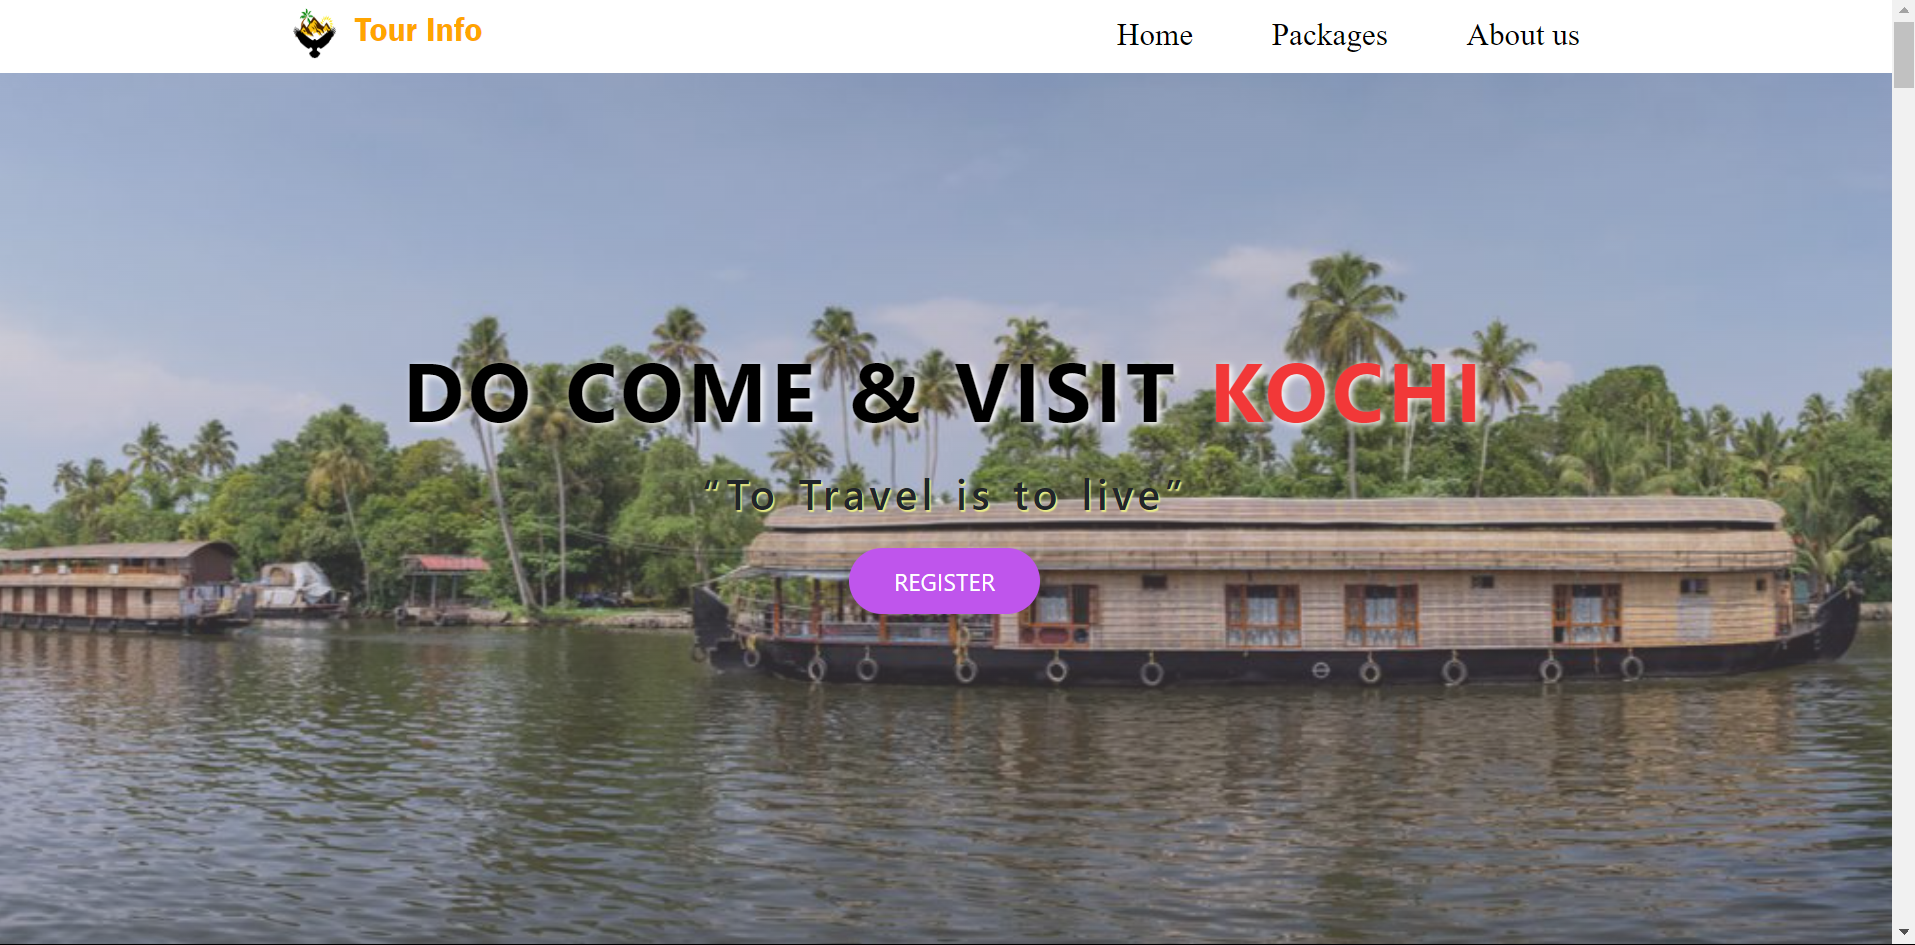 Tour Info
Home Packages About us
DO COME & VISIT KOCHI
“To Travel is to live”
REGISTER